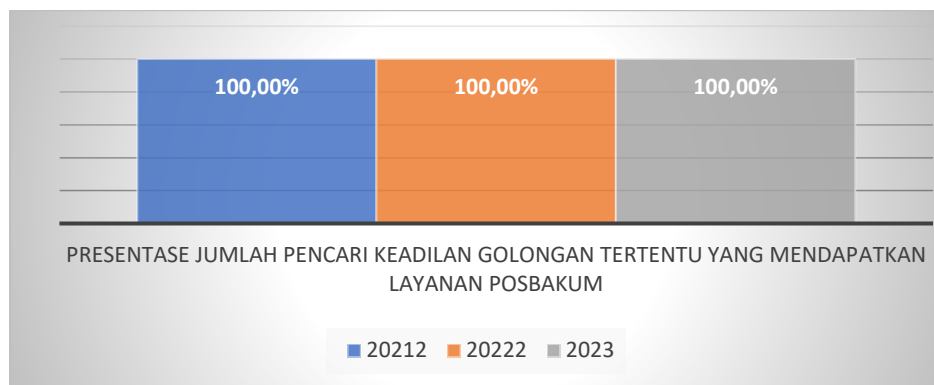 100,00% 100,00% 100,00%
PRESENTASE JUMLAH PENCARI KEADILAN GOLONGAN TERTENTU YANG MENDAPATKAN
LAYANAN POSBAKUM
20212 20222 2023